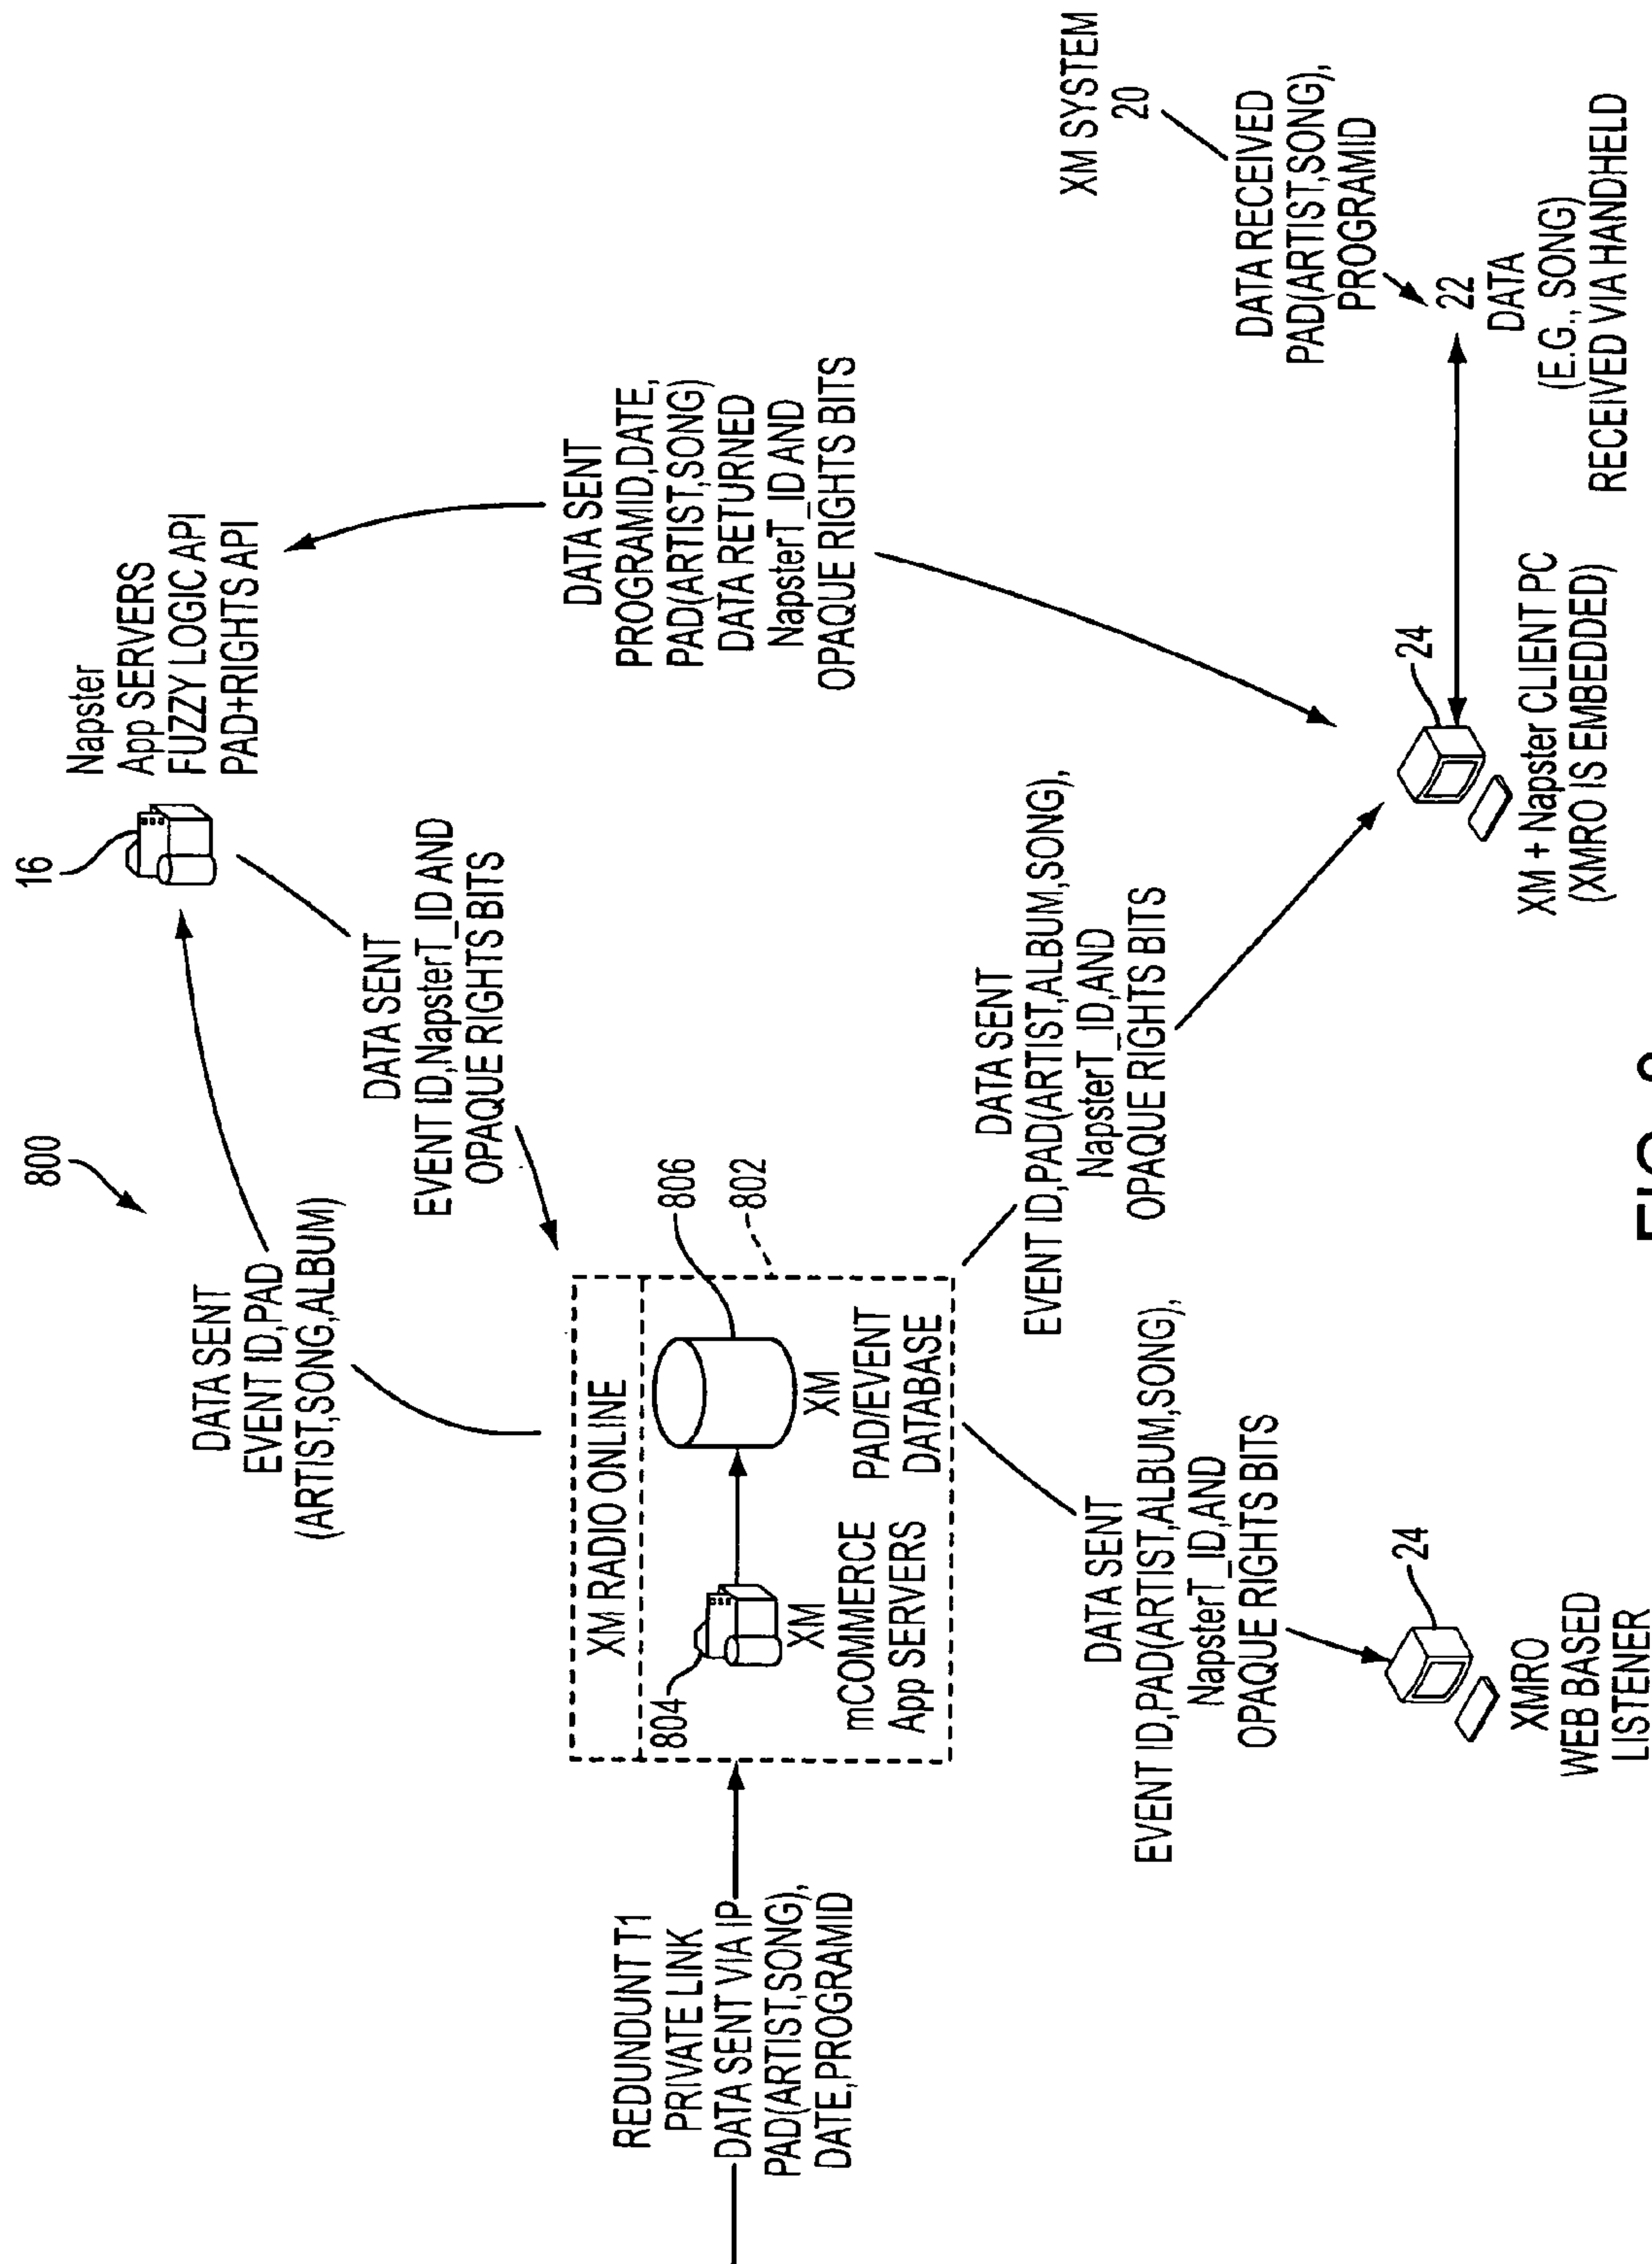 800
16
Napster
App SERVERS
FUZZY LOGIC API
PAD+RIGHTS API
DATA SENT
EVENT ID,PAD
(ARTIST,SONG,ALBUM)
DATA SENT
EVENT ID,NapsterT_ID AND
OPAQUE RIGHTS BITS
DATA SENT
PROGRAMID,DATE,
PAD(ARTIST,SONG)
DATA RETURNED
NapsterT_ID AND
OPAQUE RIGHTS BITS
REDUNDUNT T1
PRIVATE LINK
DATA SENT VIA IP
PAD(ARTIST,SONG),
DATE,PROGRAMID
XM RADIO ONLINE
804
XM
mCOMMERCE
App SERVERS
806
802
XM
PAD/EVENT
DATABASE
DATA SENT
EVENT ID,PAD(ARTIST,ALBUM,SONG),
NapsterT_ID,AND
OPAQUE RIGHTS BITS
DATA SENT
EVENT ID,PAD(ARTIST,ALBUM,SONG),
NapsterT_ID,AND
OPAQUE RIGHTS BITS
XM SYSTEM
20
DATA RECEIVED
PAD(ARTIST,SONG),
PROGRAMID
24
XMRO
WEB BASED
LISTENER
24
XM + Napster CLIENT PC
(XMRO IS EMBEDDED)
22
DATA
(E.G., SONG)
RECEIVED VIA HANDHELD
FIG.